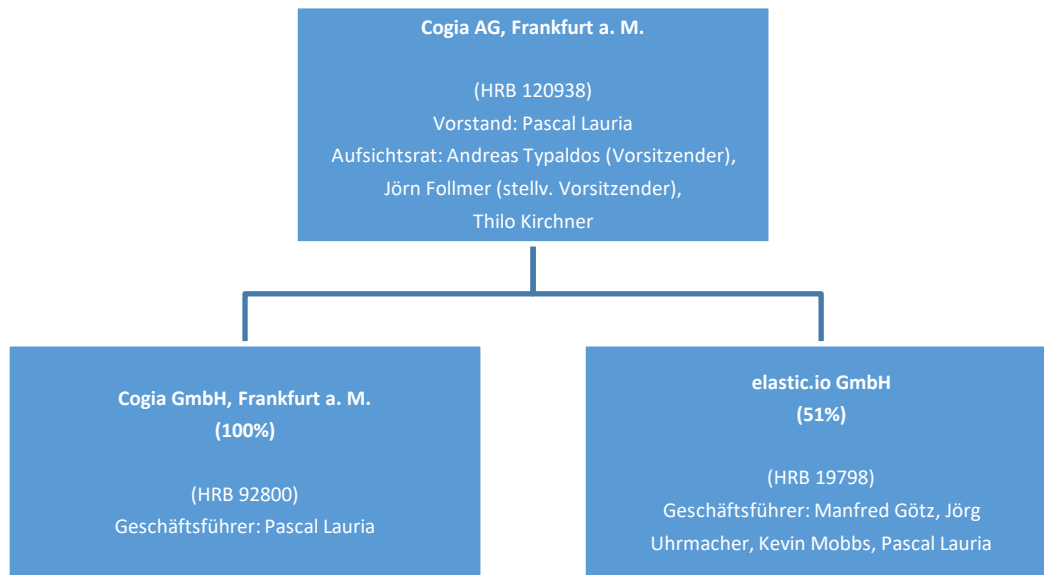 Cogia AG, Frankfurt a. M.
(HRB 120938)
Vorstand: Pascal Lauria
Aufsichtsrat: Andreas Typaldos (Vorsitzender),
Jörn Follmer (stellv. Vorsitzender),
Thilo Kirchner
Cogia GmbH, Frankfurt a. M.
(100%)
(HRB 92800)
Geschäftsführer: Pascal Lauria
elastic.io GmbH
(51%)
(HRB 19798)
Geschäftsführer: Manfred Götz, Jörg
Uhrmacher, Kevin Mobbs, Pascal Lauria